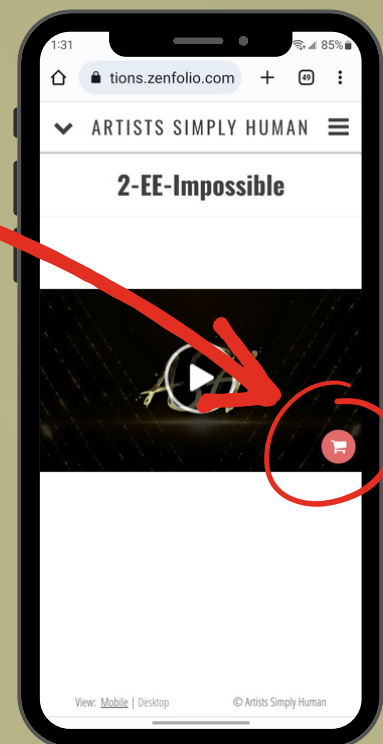 1:31 85%
tions.zenfolio.com 49
ARTISTS SIMPLY HUMAN
2-EE-Impossible
ASH
View: Mobile | Desktop © Artists Simply Human